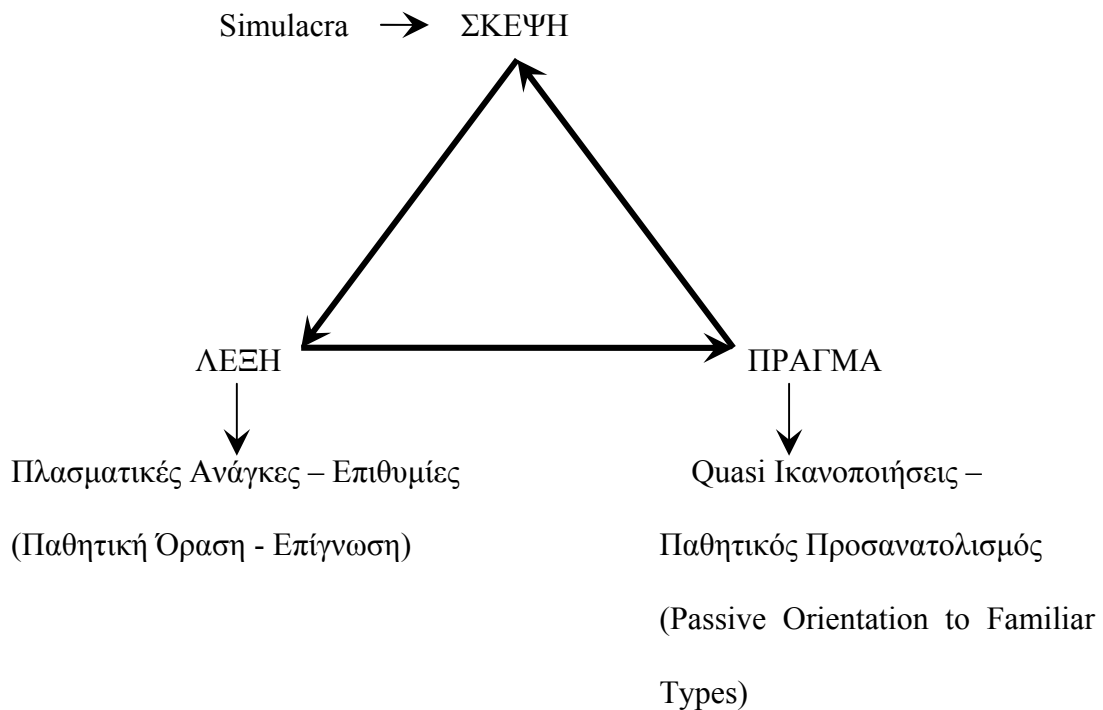 Simulacra → ΣΚΕΨΗ
ΛΕΞΗ ΠΡΑΓΜΑ
Πλασματικές Ανάγκες – Επιθυμίες
(Παθητική Όραση - Επίγνωση)
Quasi Ικανοποιήσεις –
Παθητικός Προσανατολισμός
(Passive Orientation to Familiar
Types)